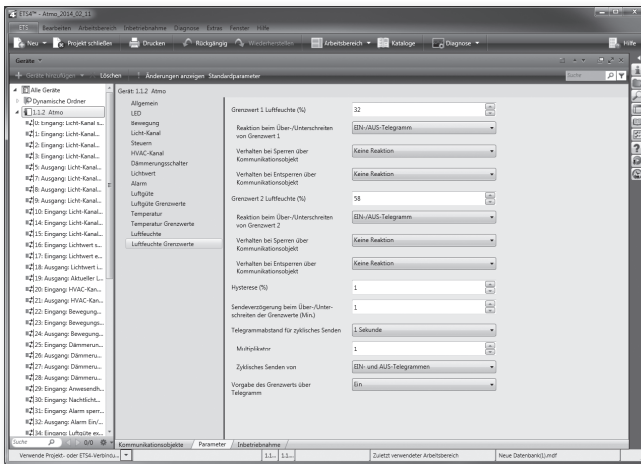 ETS4™ - Atmo_2014_02_11
ETS Bearbeiten Arbeitsbereich Inbetriebnahme Diagnose Extras Fenster Hilfe
Neu Projekt schließen Drucken Rückgängig Wiederherstellen Arbeitsbereich Kataloge Diagnose Hilfe
Geräte
Geräte hinzufügen Löschen Änderungen anzeigen Standardparameter Suche
Alle Geräte
Dynamische Ordner
1.1.2 Atmo
0: Eingang: Licht-Kanal s...
1: Eingang: Licht-Kanal...
2: Eingang: Licht-Kanal...
3: Eingang: Licht-Kanal...
5: Ausgang: Licht-Kanal...
7: Ausgang: Licht-Kanal...
8: Ausgang: Licht-Kanal...
9: Ausgang: Licht-Kanal...
10: Eingang: Licht-Kanal...
14: Eingang: Licht-Kanal...
15: Eingang: Licht-Kanal...
16: Eingang: Lichtwert s...
17: Eingang: Lichtwert e...
18: Ausgang: Lichtwert i...
19: Ausgang: Aktueller L...
20: Eingang: HVAC-Kan...
21: Ausgang: HVAC-Kan...
22: Eingang: Bewegung...
23: Eingang: Bewegungs...
24: Ausgang: Bewegung...
25: Eingang: Dämmerun...
26: Ausgang: Dämmeru...
27: Ausgang: Dämmeru...
28: Ausgang: Dämmeru...
29: Eingang: Anwesendh...
30: Eingang: Nachtlicht...
31: Eingang: Alarm sperr...
32: Ausgang: Alarm Ein/...
34: Eingang: Luftgüte ex...
Suche 0/0
Gerät: 1.1.2 Atmo
Allgemein
LED
Bewegung
Licht-Kanal
Steuern
HVAC-Kanal
Dämmerungsschalter
Lichtwert
Alarm
Luftgüte
Luftgüte Grenzwerte
Temperatur
Temperatur Grenzwerte
Luftfeuchte
Luftfeuchte Grenzwerte
Grenzwert 1 Luftfeuchte (%) 32
Reaktion beim Über-/Unterschreiten von Grenzwert 1 EIN-/AUS-Telegramm
Verhalten bei Sperren über Kommunikationsobjekt Keine Reaktion
Verhalten bei Entsperren über Kommunikationsobjekt Keine Reaktion
Grenzwert 2 Luftfeuchte (%) 58
Reaktion beim Über-/Unterschreiten von Grenzwert 2 EIN-/AUS-Telegramm
Verhalten bei Sperren über Kommunikationsobjekt Keine Reaktion
Verhalten bei Entsperren über Kommunikationsobjekt Keine Reaktion
Hysterese (%) 1
Sendeverzögerung beim Über-/Unter-
schreiten der Grenzwerte (Min.) 1
Telegrammabstand für zyklisches Senden 1 Sekunde
Multiplikator 1
Zyklisches Senden von EIN- und AUS-Telegrammen
Vorgabe des Grenzwerts über Telegramm Ein
Kommunikationsobjekte Parameter Inbetriebnahme
Verwende Projekt- oder ETS4-Verbindu... 1.1... 1.1... Zuletzt verwendeter Arbeitsbereich Neue Datenbank(1).mdf